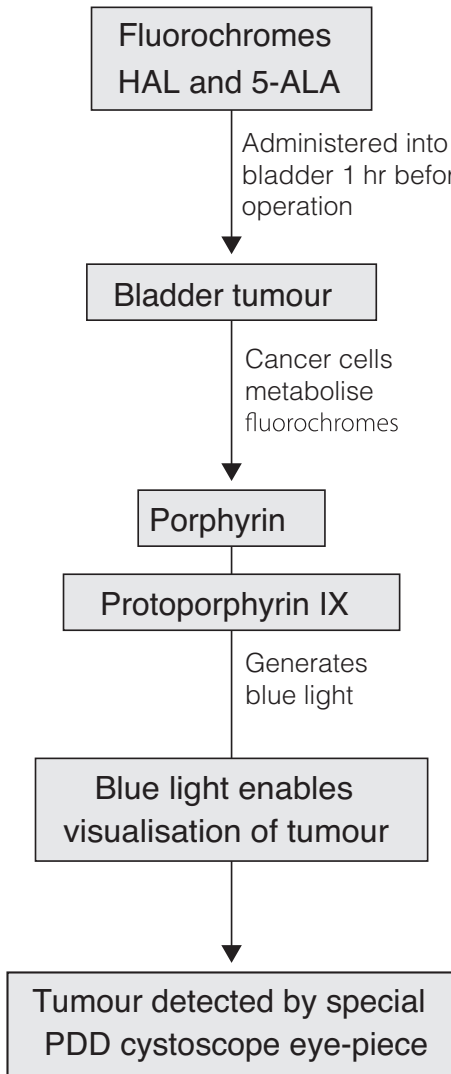 Fluorochromes
HAL and 5-ALA
Administered into
bladder 1 hr befor
operation
Bladder tumour
Cancer cells
metabolise
fluorochromes
Porphyrin
Protoporphyrin IX
Generates
blue light
Blue light enables
visualisation of tumour
Tumour detected by special
PDD cystoscope eye-piece